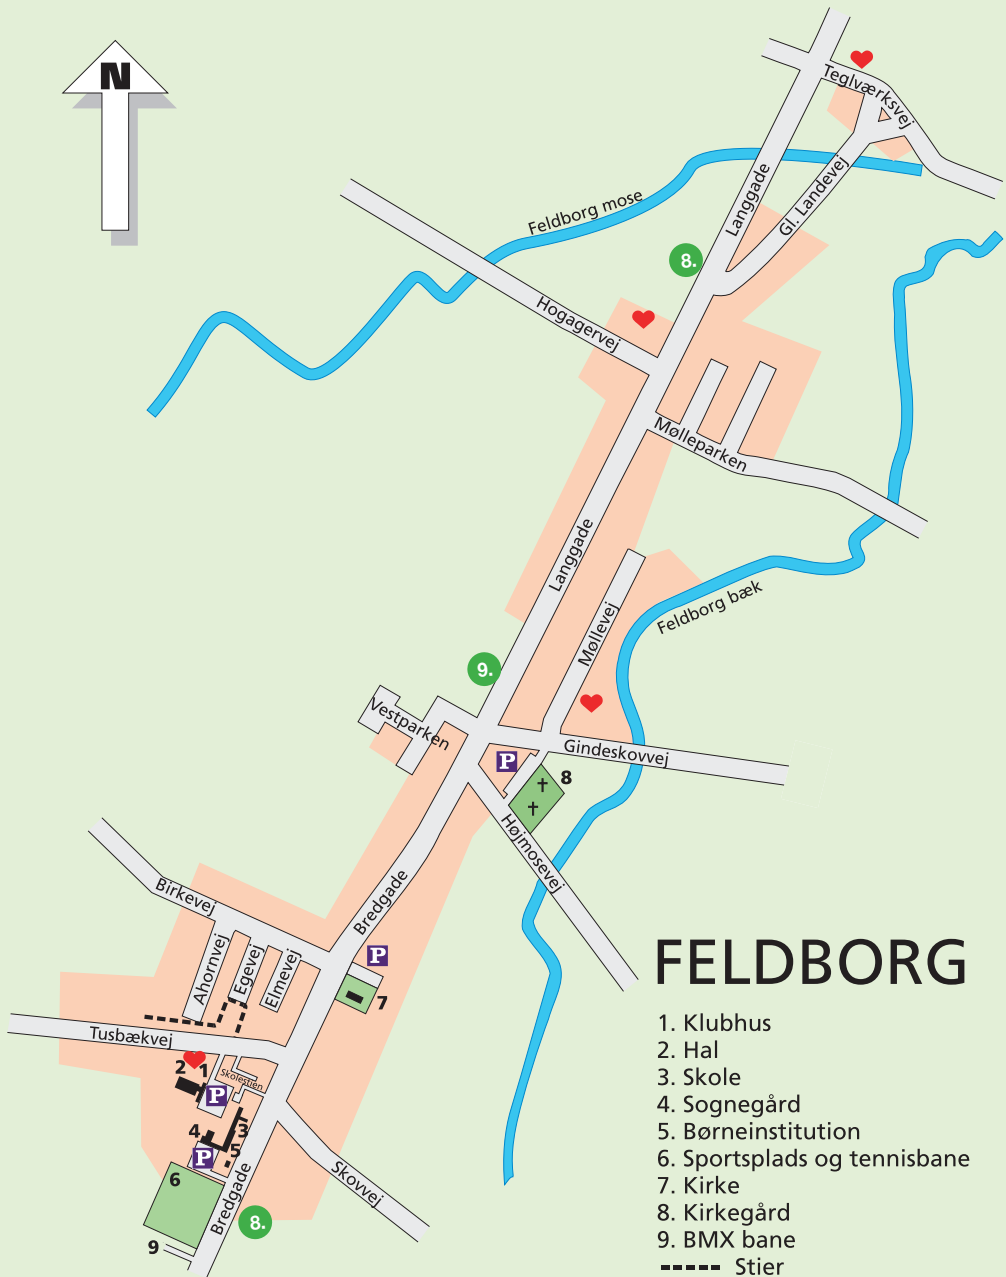 N
Teglværksvej
Langgade
Gl. Landevej
Feldborg mose
8.
Hogagervej
Mølleparken
Langgade
Møllevej
Feldborg bæk
9.
Vestparken
Gindeskovvej
P
8
Højmosevej
Birkevej
Bredgade
P
Ahornvej
Egevej
Elmevej
7
Tusbækvej
2
1
Skolestien
P
4
3
5
P
6
Skovvej
Bredgade
8.
9
FELDBORG
1. Klubhus
2. Hal
3. Skole
4. Sognegård
5. Børneinstitution
6. Sportsplads og tennisbane
7. Kirke
8. Kirkegård
9. BMX bane
Stier